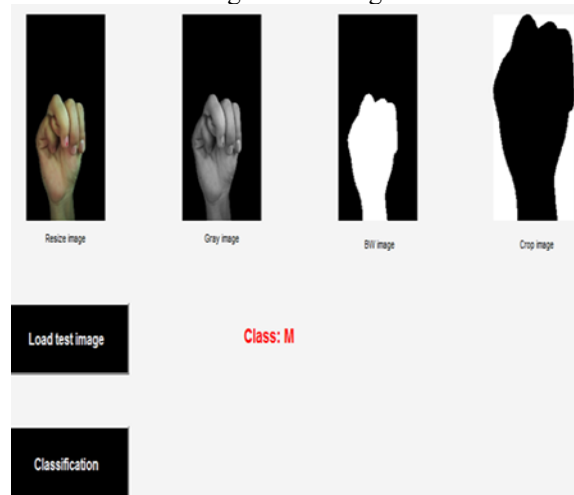 Resize image
Gray image
BW image
Crop image
Load test image
Class: M
Classification